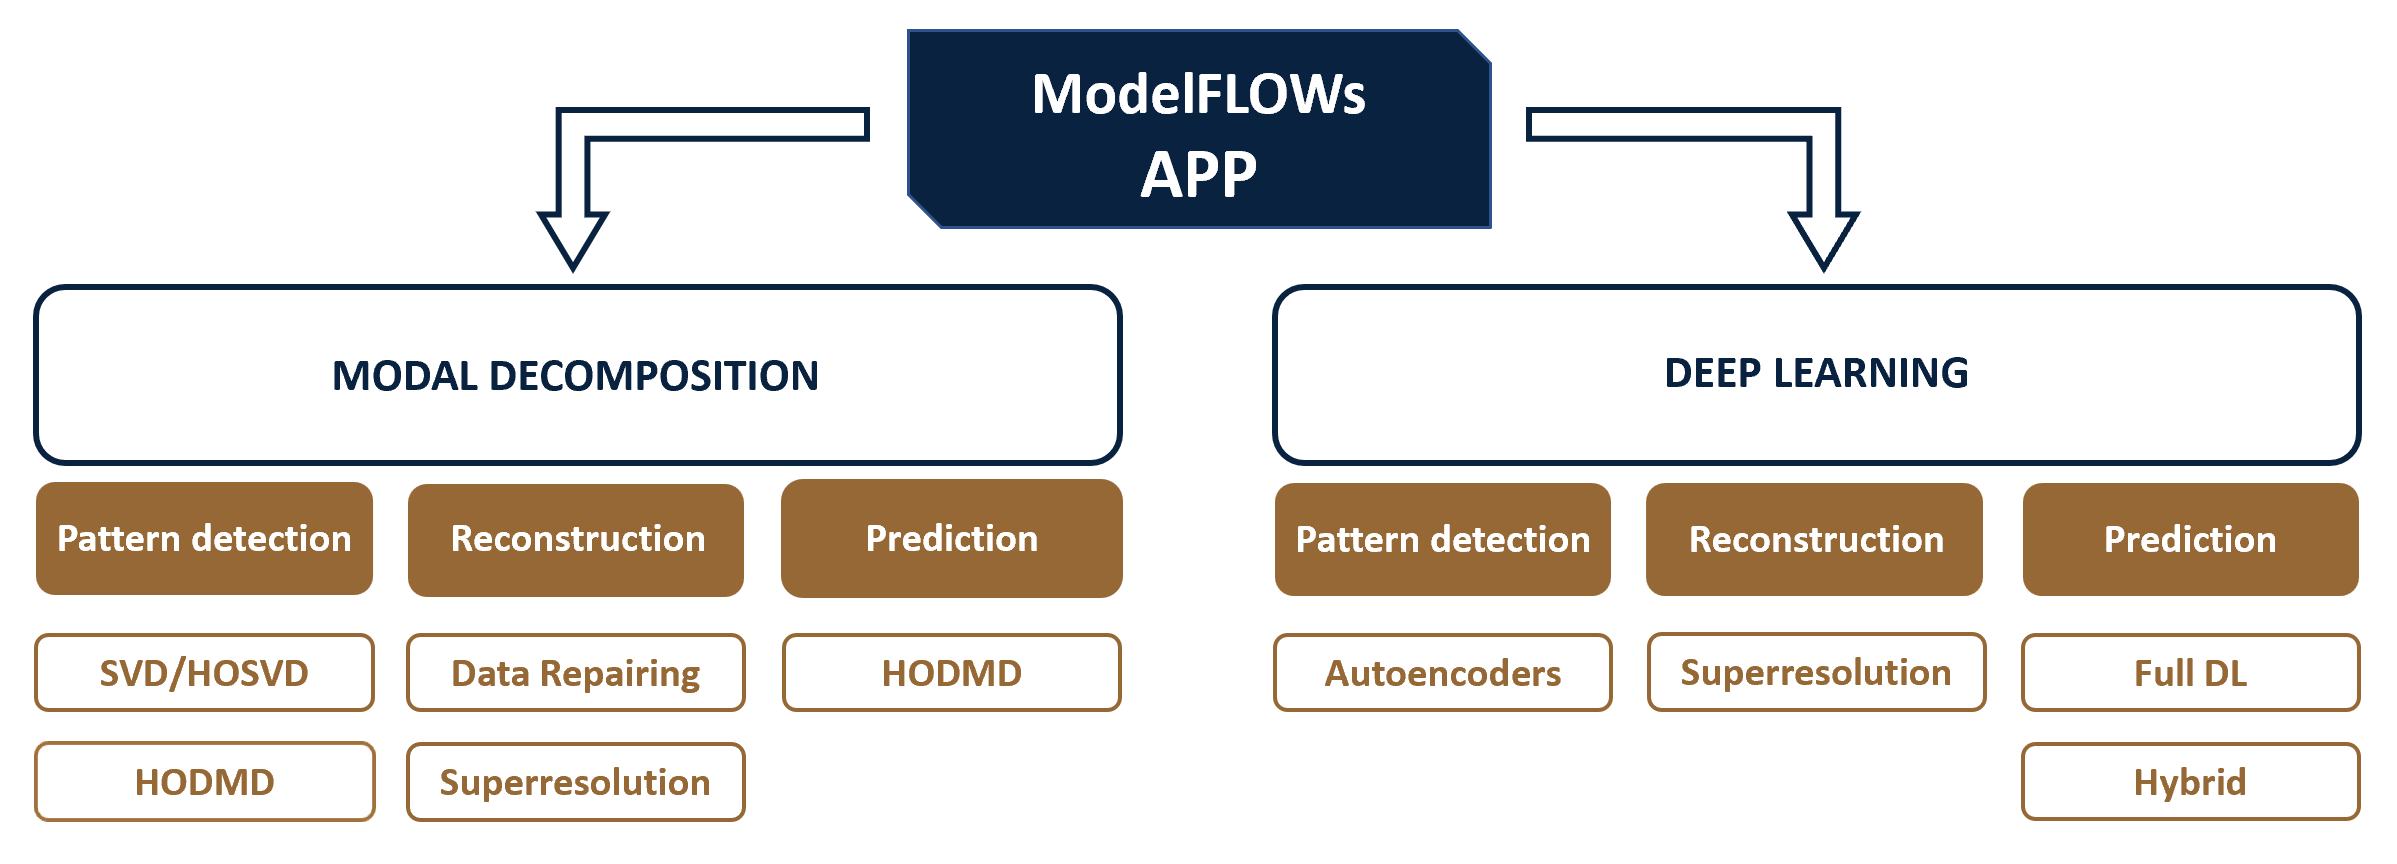 ModelFLOWs
APP
MODAL DECOMPOSITION
DEEP LEARNING
Pattern detection
Reconstruction
Prediction
Pattern detection
Reconstruction
Prediction
SVD/HOSVD
Data Repairing
HODMD
Autoencoders
Superresolution
Full DL
HODMD
Superresolution
Hybrid